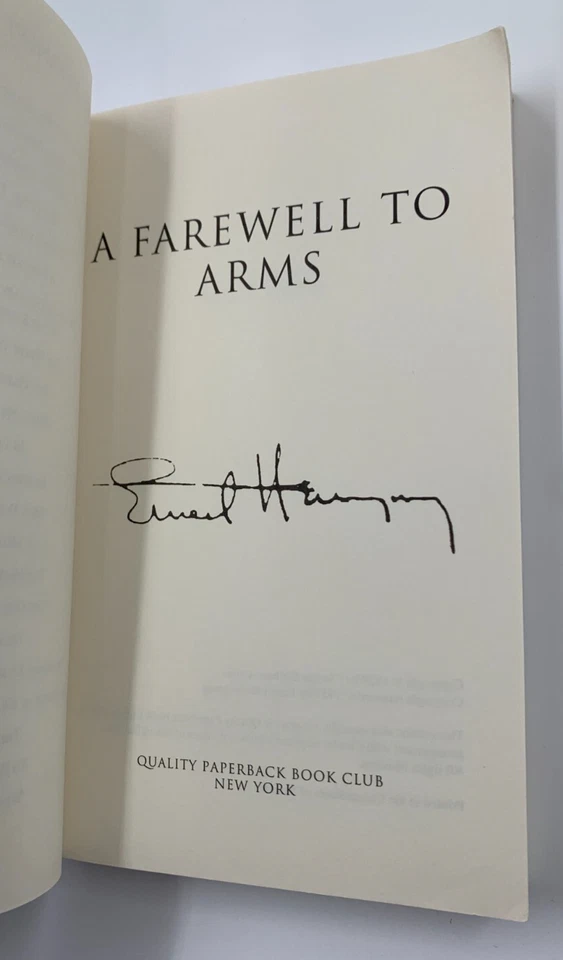 A FAREWELL TO
ARMS
Ernest Hemingway
QUALITY PAPERBACK BOOK CLUB
NEW YORK